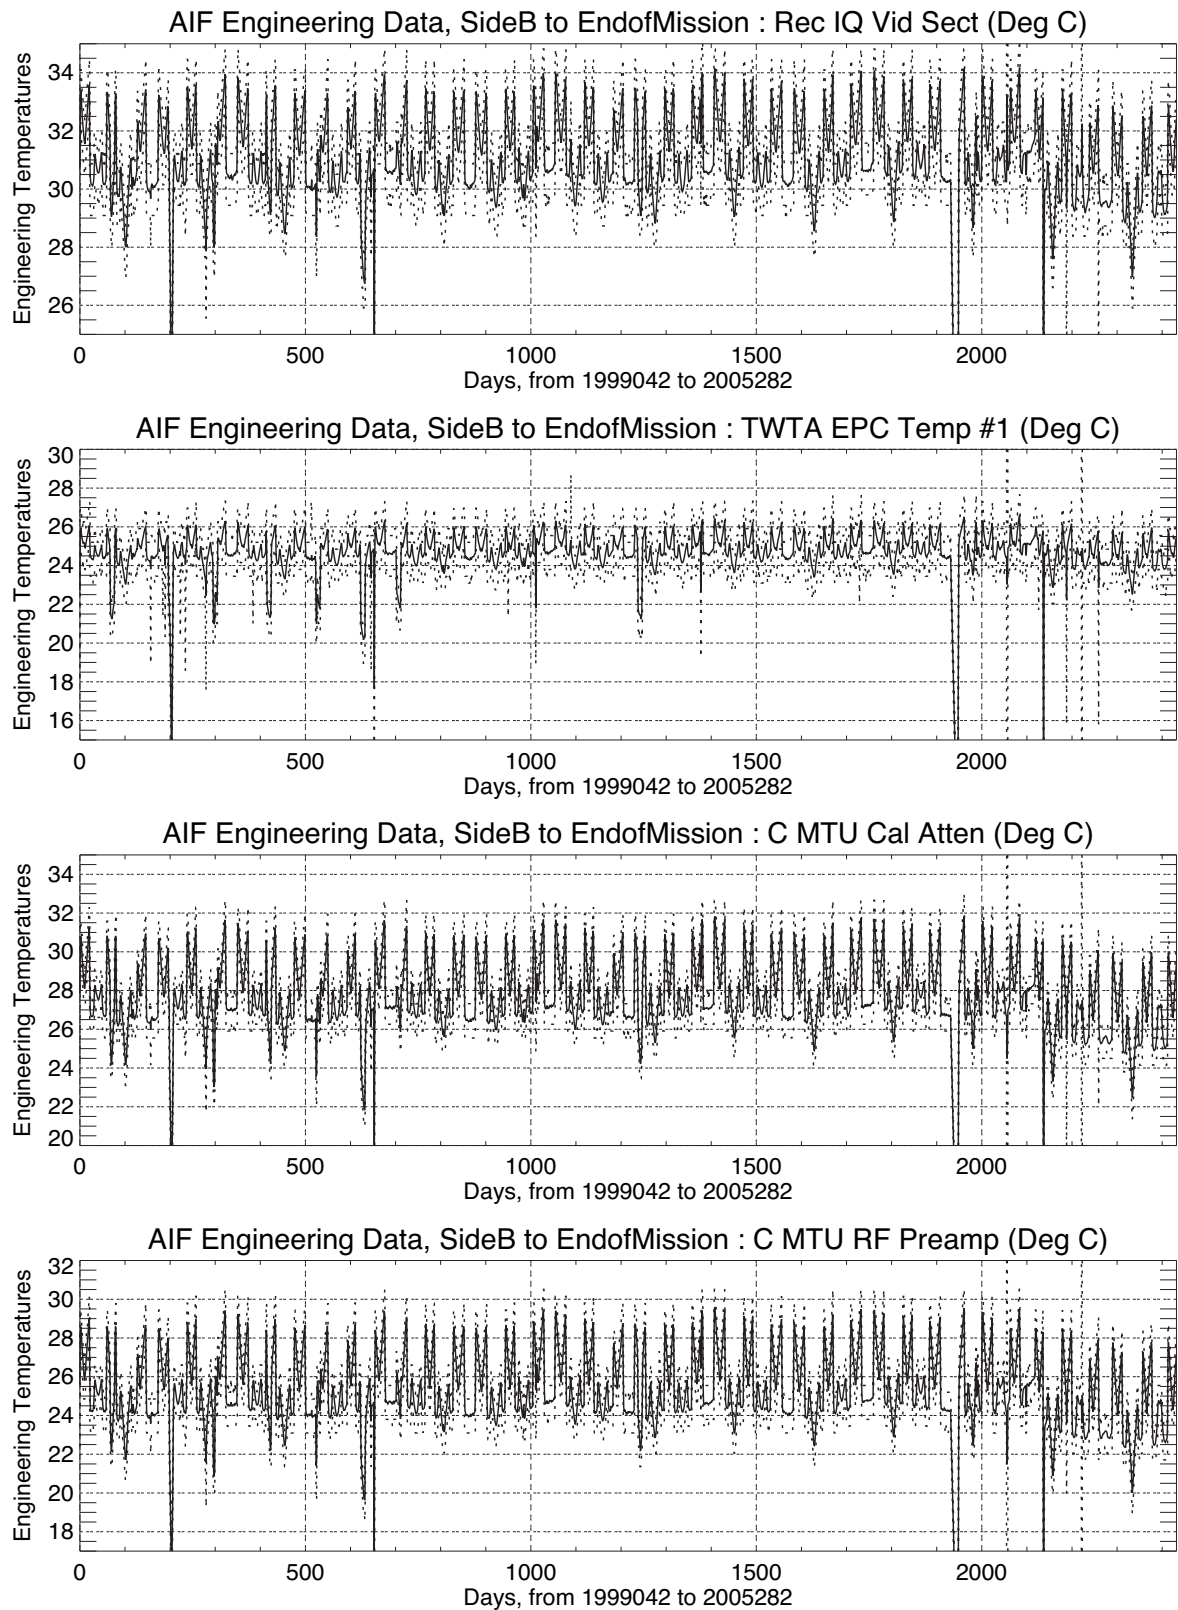 AIF Engineering Data, SideB to EndofMission : Rec IQ Vid Sect (Deg C)
Engineering Temperatures
34
32
30
28
26
0 500 1000 1500 2000
Days, from 1999042 to 2005282
AIF Engineering Data, SideB to EndofMission : TWTA EPC Temp #1 (Deg C)
Engineering Temperatures
30
28
26
24
22
20
18
16
0 500 1000 1500 2000
Days, from 1999042 to 2005282
AIF Engineering Data, SideB to EndofMission : C MTU Cal Atten (Deg C)
Engineering Temperatures
34
32
30
28
26
24
22
20
0 500 1000 1500 2000
Days, from 1999042 to 2005282
AIF Engineering Data, SideB to EndofMission : C MTU RF Preamp (Deg C)
Engineering Temperatures
32
30
28
26
24
22
20
18
0 500 1000 1500 2000
Days, from 1999042 to 2005282